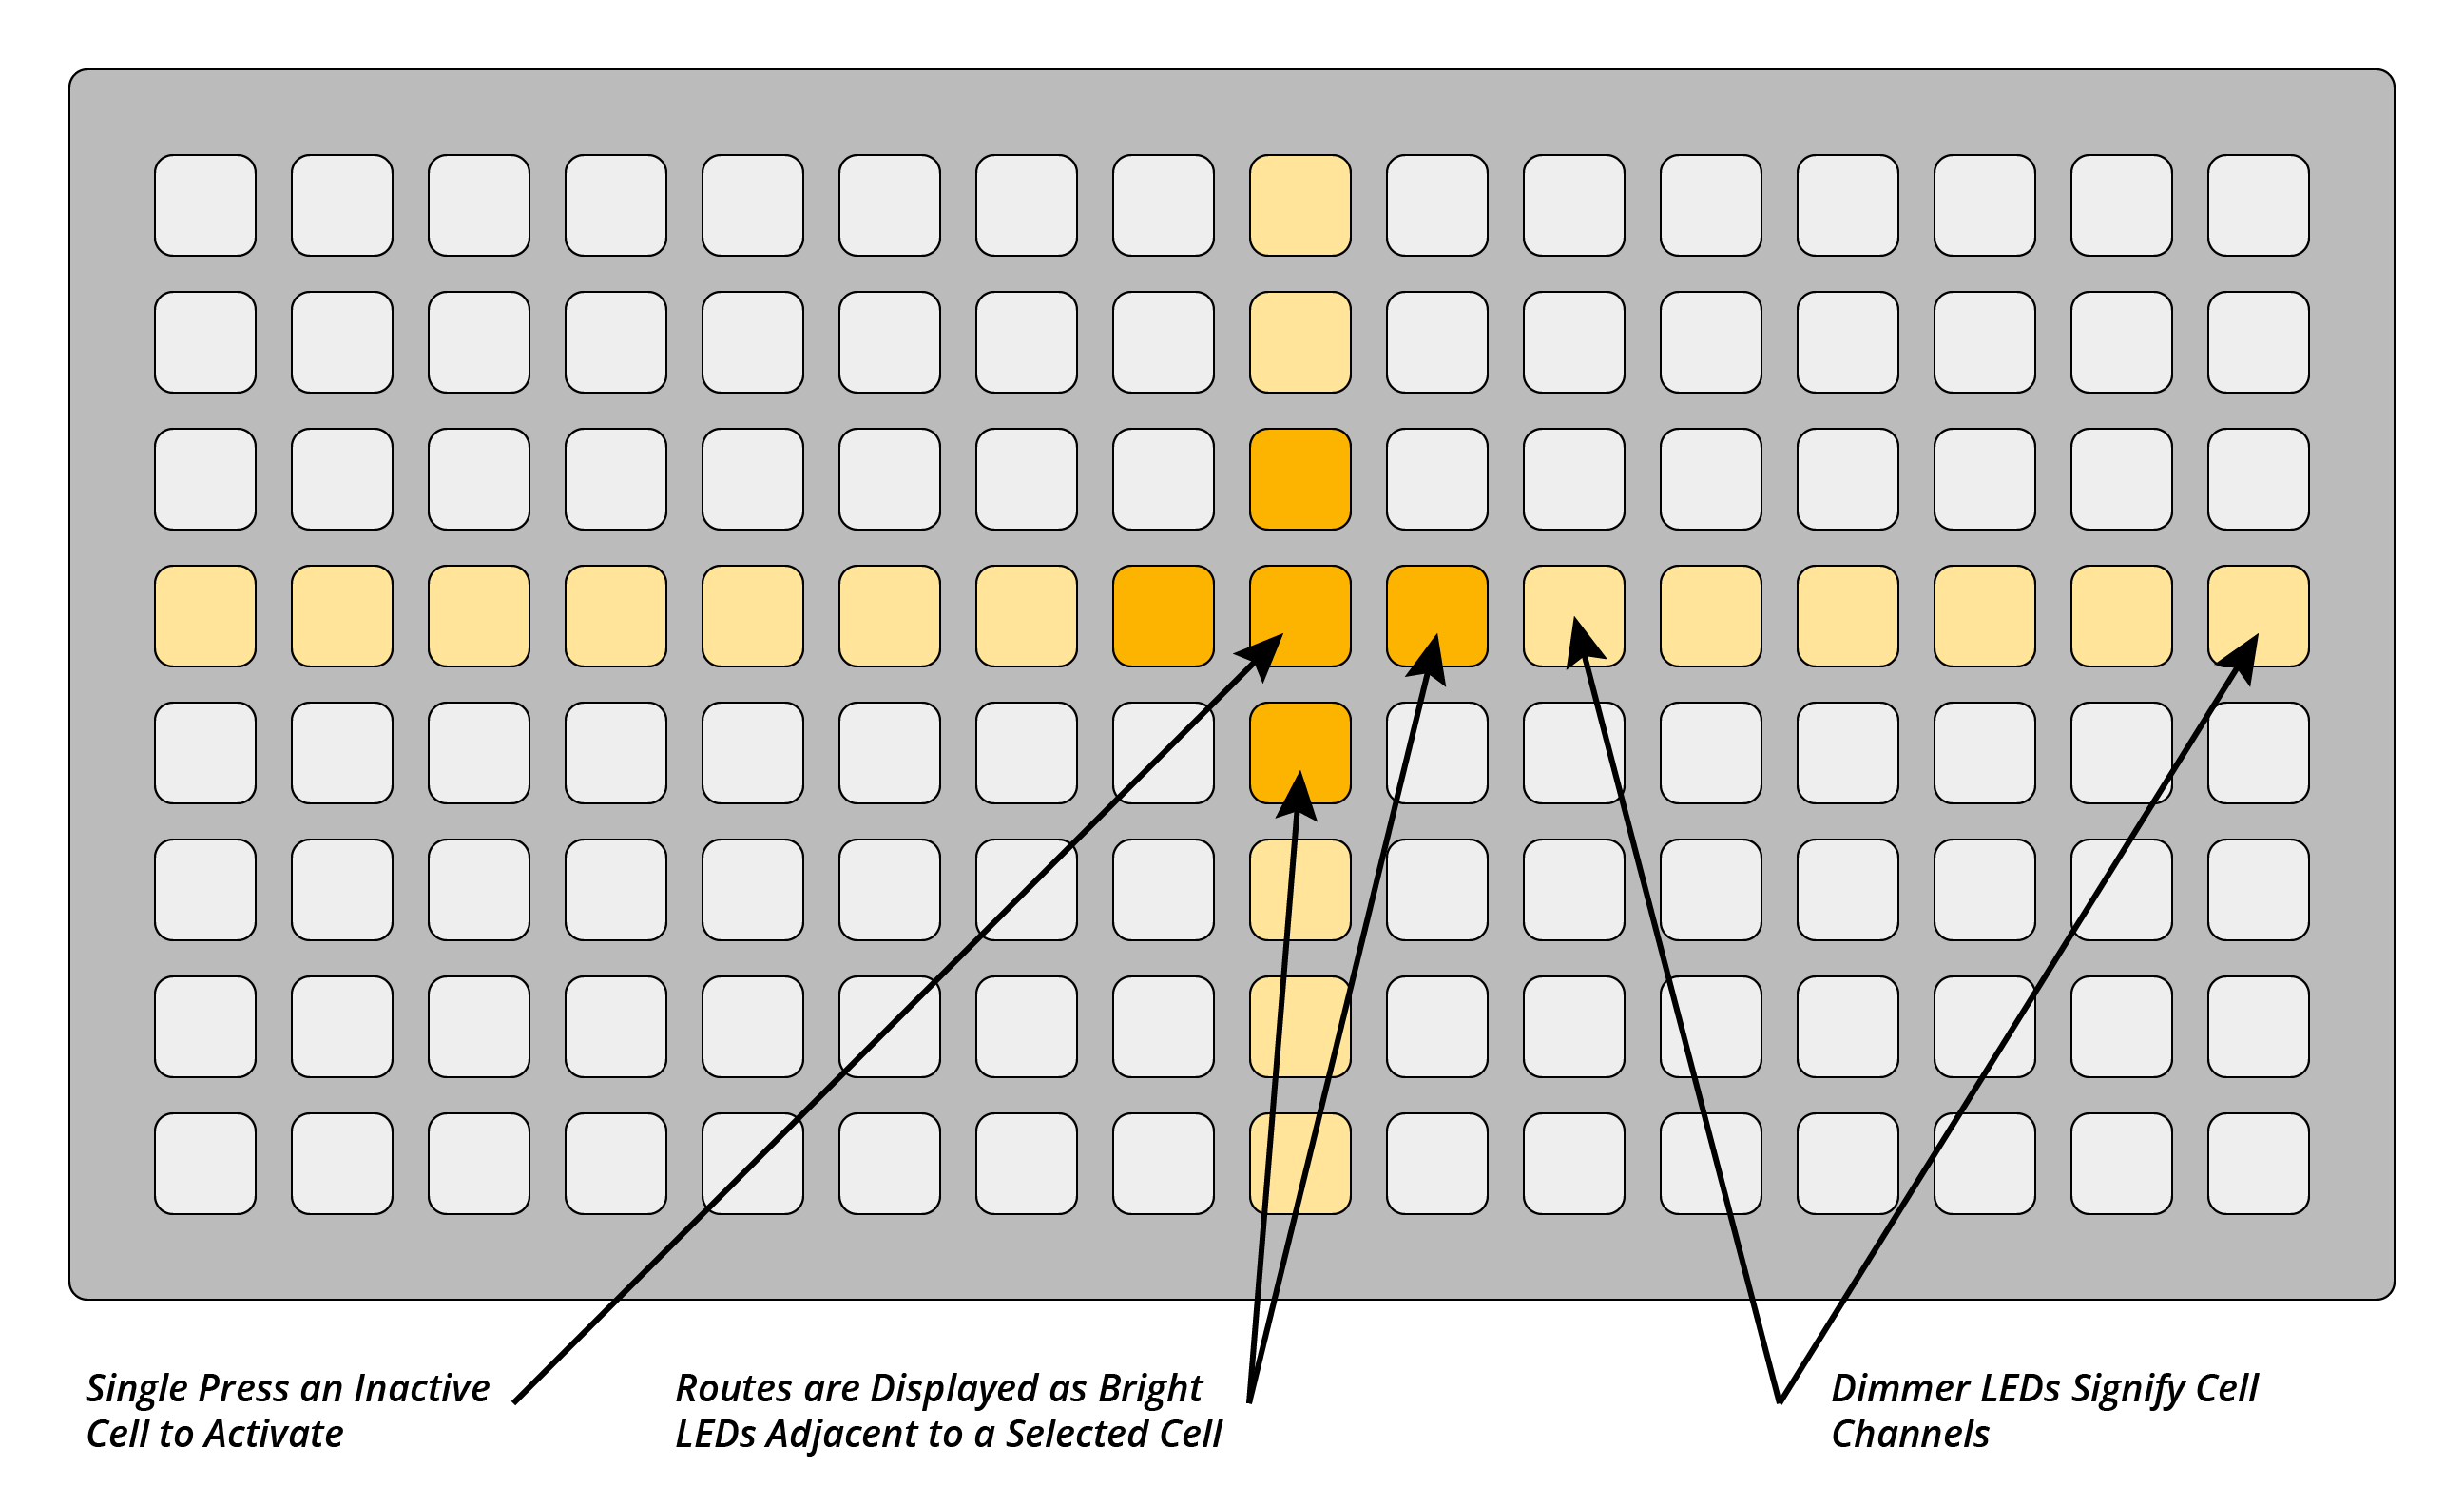 Single Press an Inactive
Cell to Activate
Routes are Displayed as Bright
LEDs Adjacent to a Selected Cell
Dimmer LEDs Signify Cell
Channels